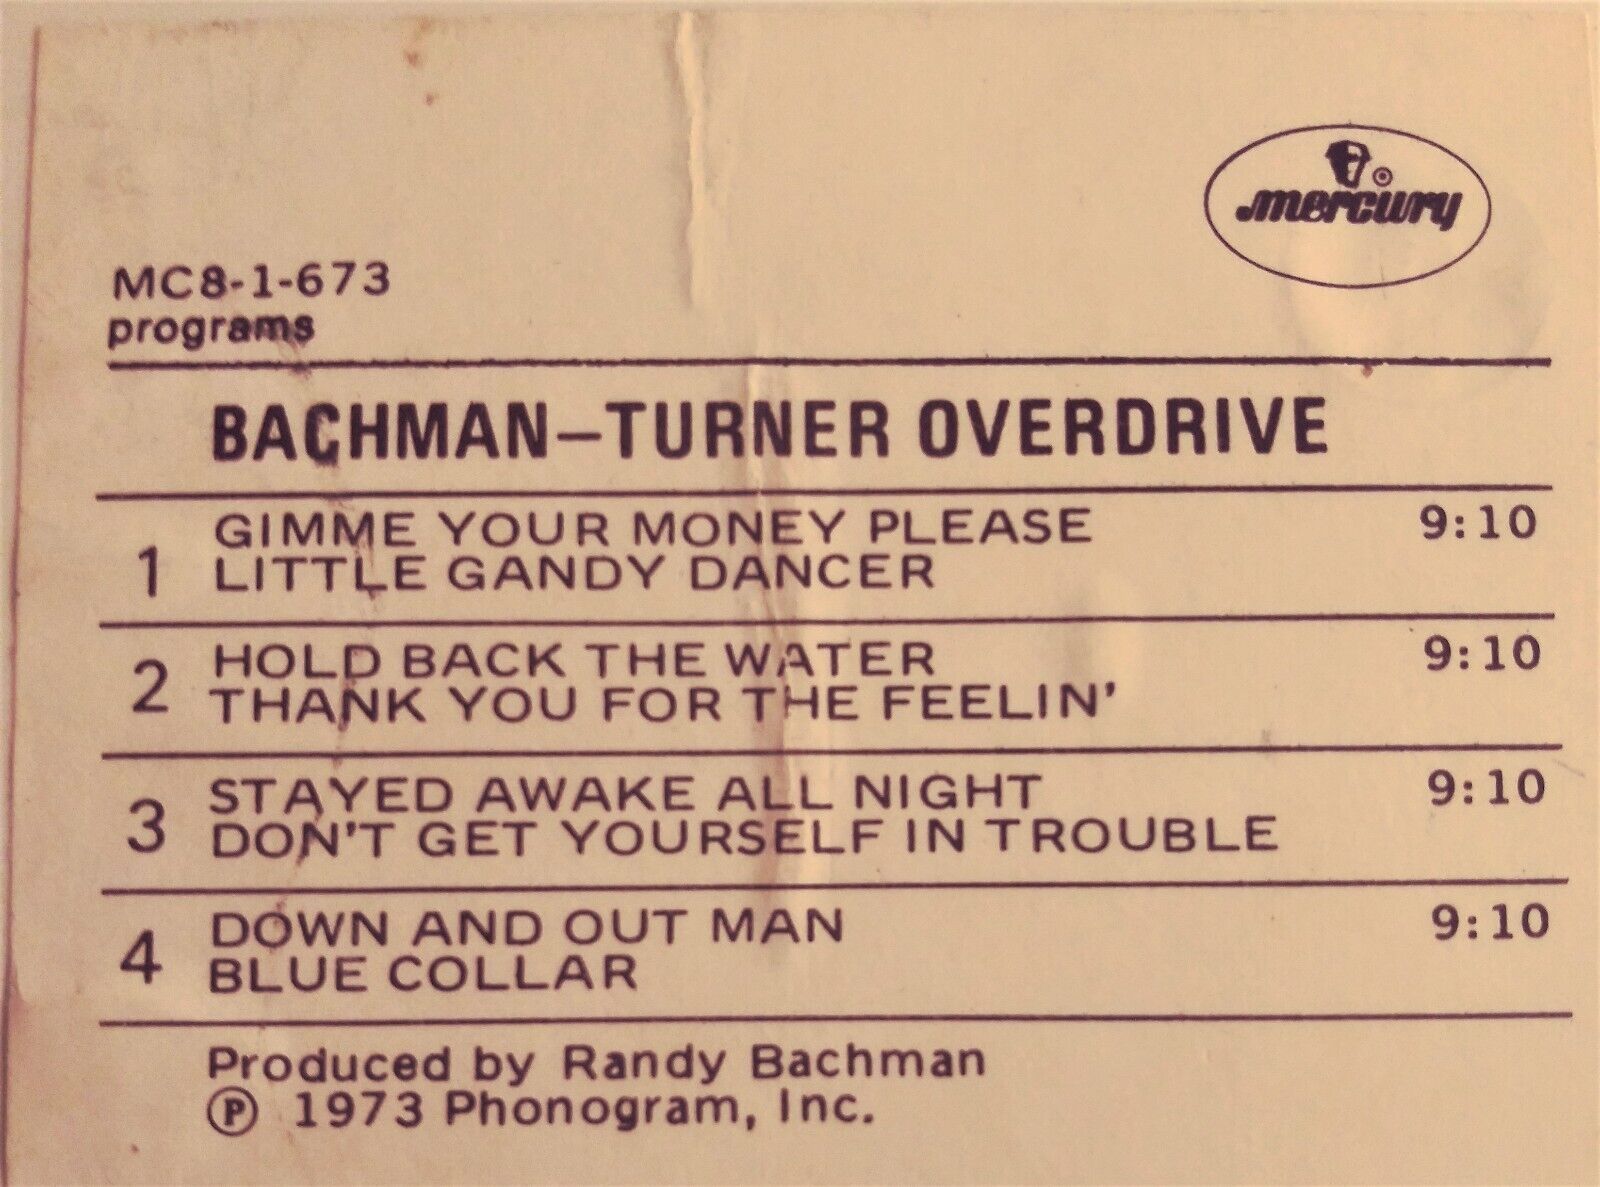 mercury
MC8-1-673
programs
BACHMAN–TURNER OVERDRIVE
1 GIMME YOUR MONEY PLEASE 9:10
LITTLE GANDY DANCER
2 HOLD BACK THE WATER 9:10
THANK YOU FOR THE FEELIN'
3 STAYED AWAKE ALL NIGHT 9:10
DON'T GET YOURSELF IN TROUBLE
4 DOWN AND OUT MAN 9:10
BLUE COLLAR
Produced by Randy Bachman
Ⓟ 1973 Phonogram, Inc.